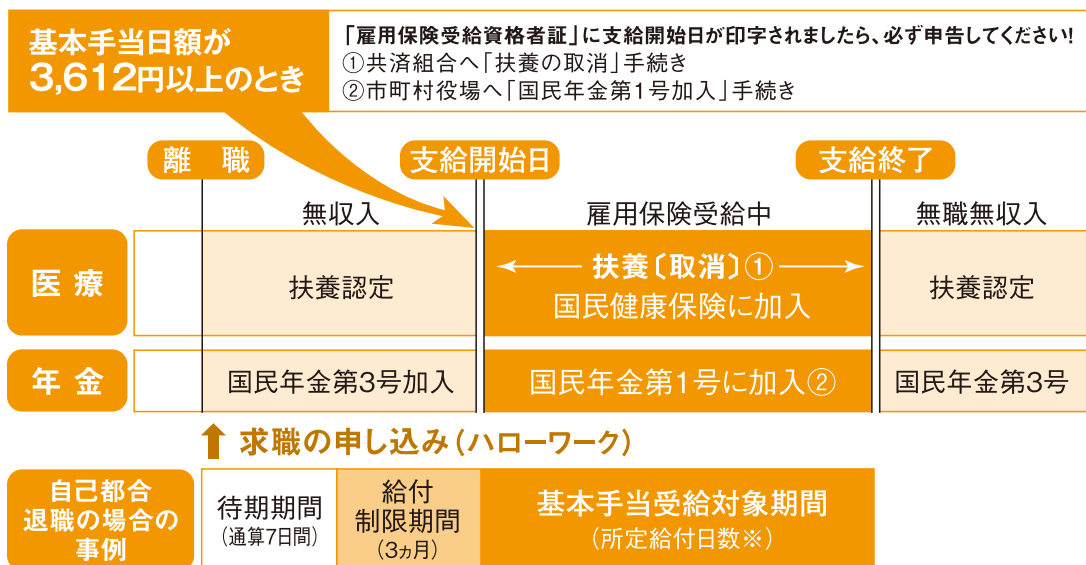 基本手当日額が
3,612円以上のとき
「雇用保険受給資格者証」に支給開始日が印字されましたら、必ず申告してください!
①共済組合へ「扶養の取消」手続き
②市町村役場へ「国民年金第1号加入」手続き
離　職
支給開始日
支給終了
無収入
雇用保険受給中
無職無収入
医 療
扶養認定
扶養〔取消〕①
国民健康保険に加入
扶養認定
年 金
国民年金第3号加入
国民年金第1号に加入②
国民年金第3号
求職の申し込み(ハローワーク)
自己都合
退職の場合の
事例
待期期間
(通算7日間)
給付
制限期間
(3ヵ月)
基本手当受給対象期間
(所定給付日数※)